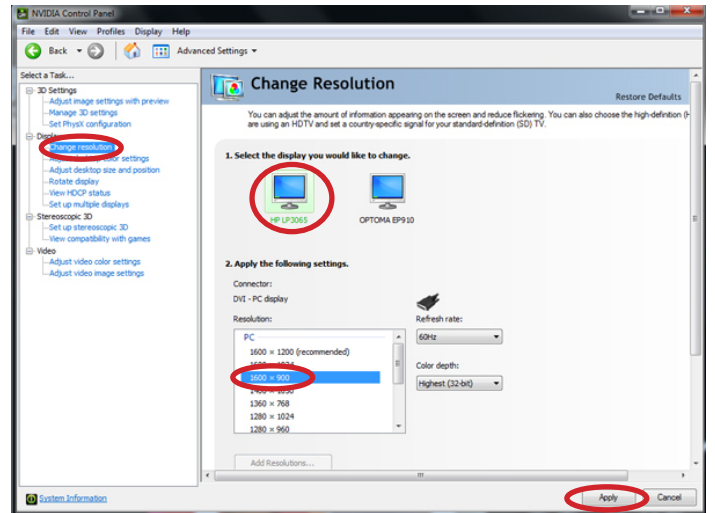 NVIDIA Control Panel
File Edit View Profiles Display Help
Back Advanced Settings
Select a Task...
3D Settings
Adjust image settings with preview
Manage 3D settings
Set PhysX configuration
Display
Change resolution
color settings
Adjust desktop size and position
Rotate display
View HDCP status
Set up multiple displays
Stereoscopic 3D
Set up stereoscopic 3D
View compatibility with games
Video
Adjust video color settings
Adjust video image settings
System Information
Change Resolution
Restore Defaults
You can adjust the amount of information appearing on the screen and reduce flickering. You can also choose the high-definition (H
are using an HDTV and set a country-specific signal for your standard-definition (SD) TV.
1. Select the display you would like to change.
HP LP3065 OPTOMA EP910
2. Apply the following settings.
Connector:
DVI - PC display
Resolution: Refresh rate:
PC 60Hz
1600 × 1200 (recommended)
Color depth:
1600 × 900 Highest (32-bit)
1360 × 768
1280 × 1024
1280 × 960
Add Resolutions...
Apply Cancel